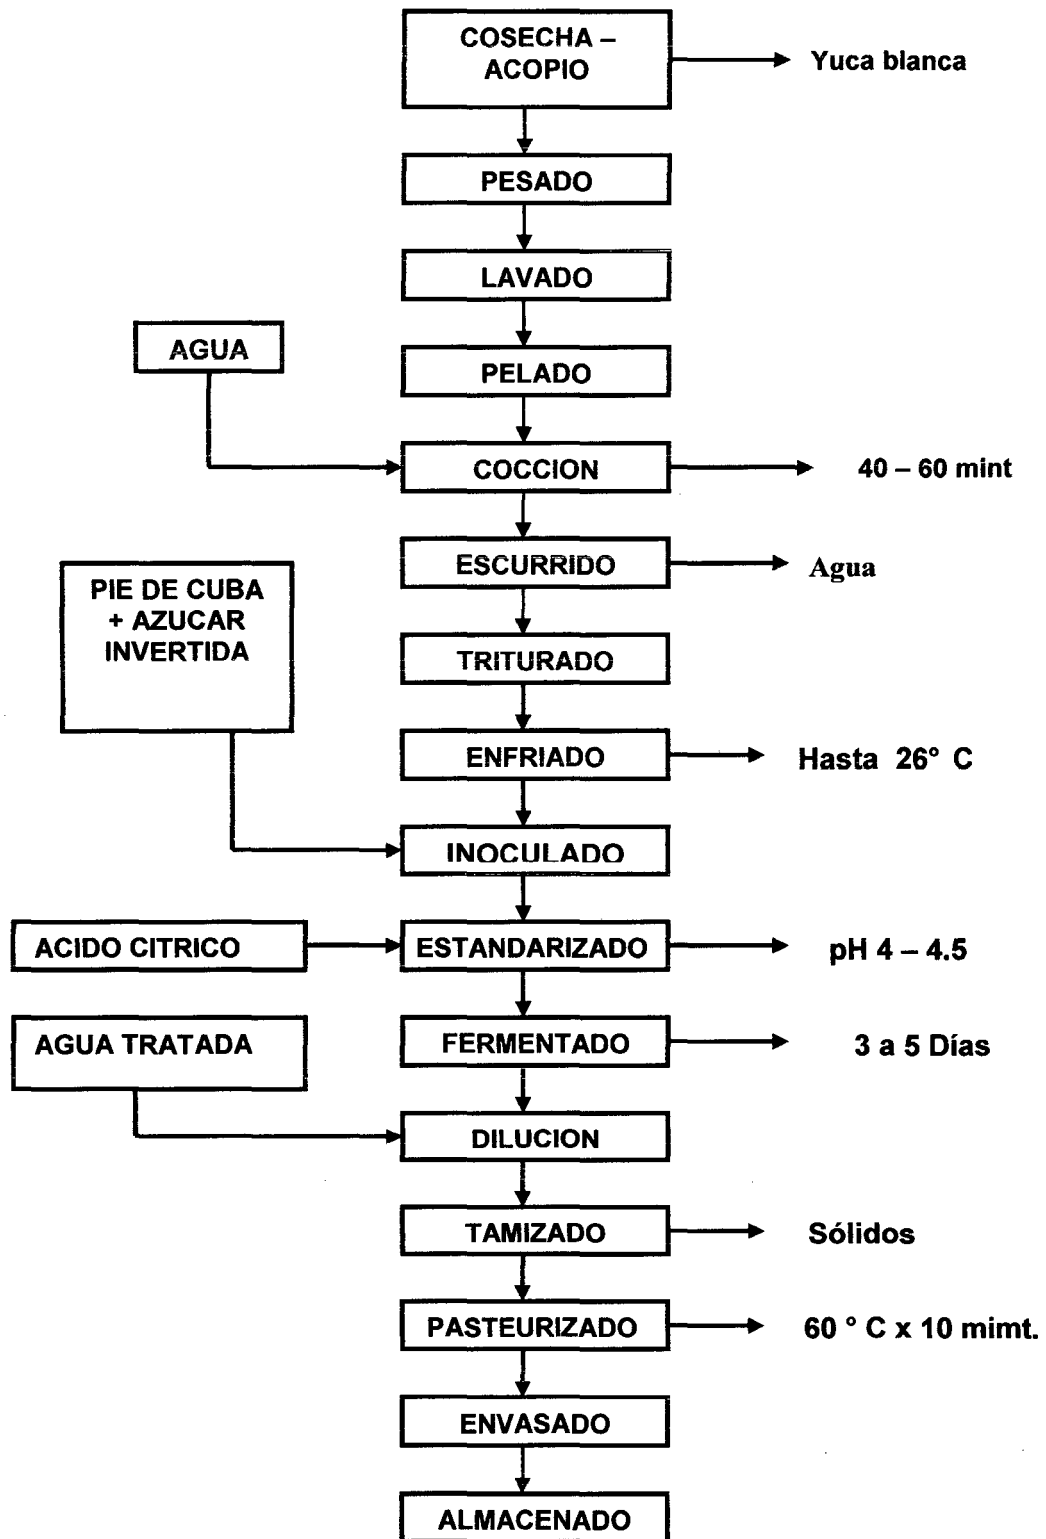 COSECHA –
ACOPIO
Yuca blanca
PESADO
LAVADO
AGUA
PELADO
COCCION
40 – 60 mint
ESCURRIDO
Agua
PIE DE CUBA
+ AZUCAR
INVERTIDA
TRITURADO
ENFRIADO
Hasta 26° C
INOCULADO
ACIDO CITRICO
ESTANDARIZADO
pH 4 – 4.5
AGUA TRATADA
FERMENTADO
3 a 5 Días
DILUCION
TAMIZADO
Sólidos
PASTEURIZADO
60 ° C x 10 mimt.
ENVASADO
ALMACENADO